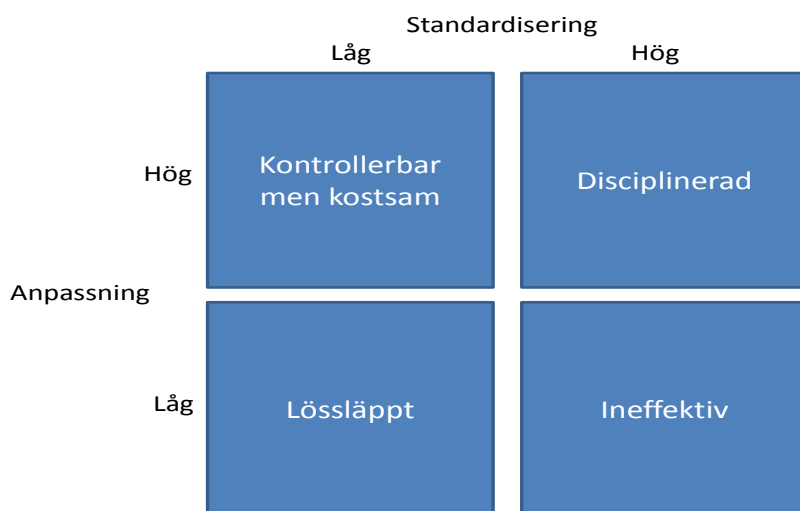 Standardisering
Låg
Hög
Hög
Kontrollerbar
men kostsam
Disciplinerad
Anpassning
Låg
Lössläppt
Ineffektiv